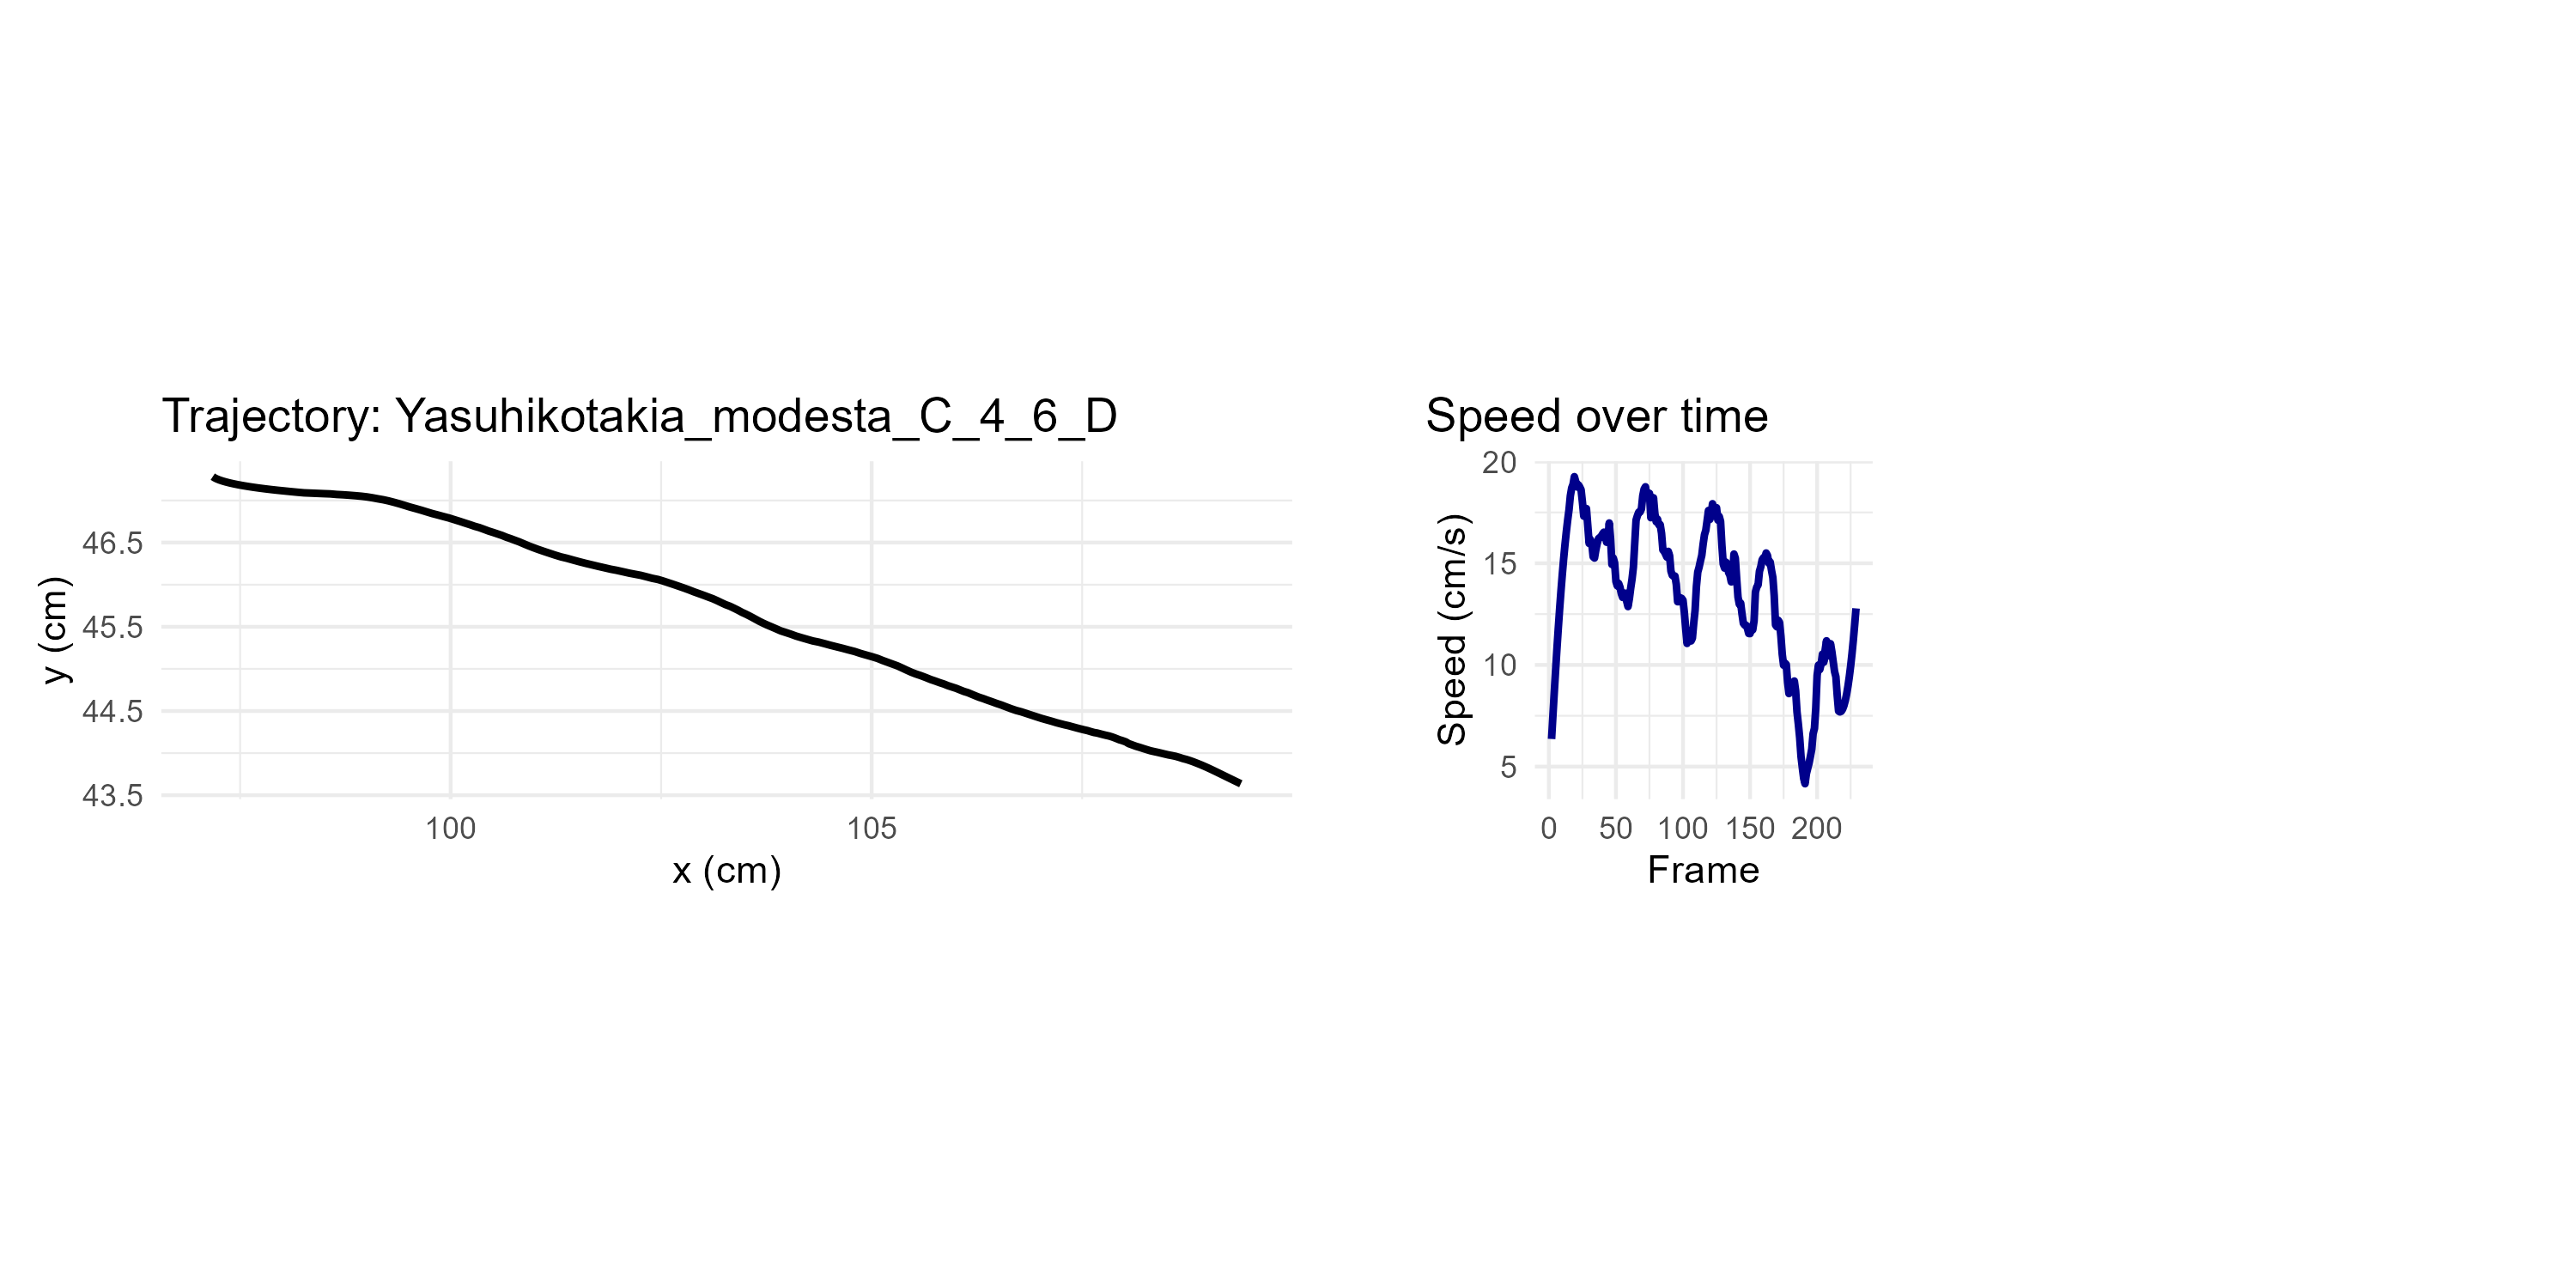 Trajectory: Yasuhikotakia_modesta_C_4_6_D
46.5
45.5
44.5
43.5
y (cm)
100
105
x (cm)
Speed over time
20
15
10
5
Speed (cm/s)
0
50
100
150
200
Frame